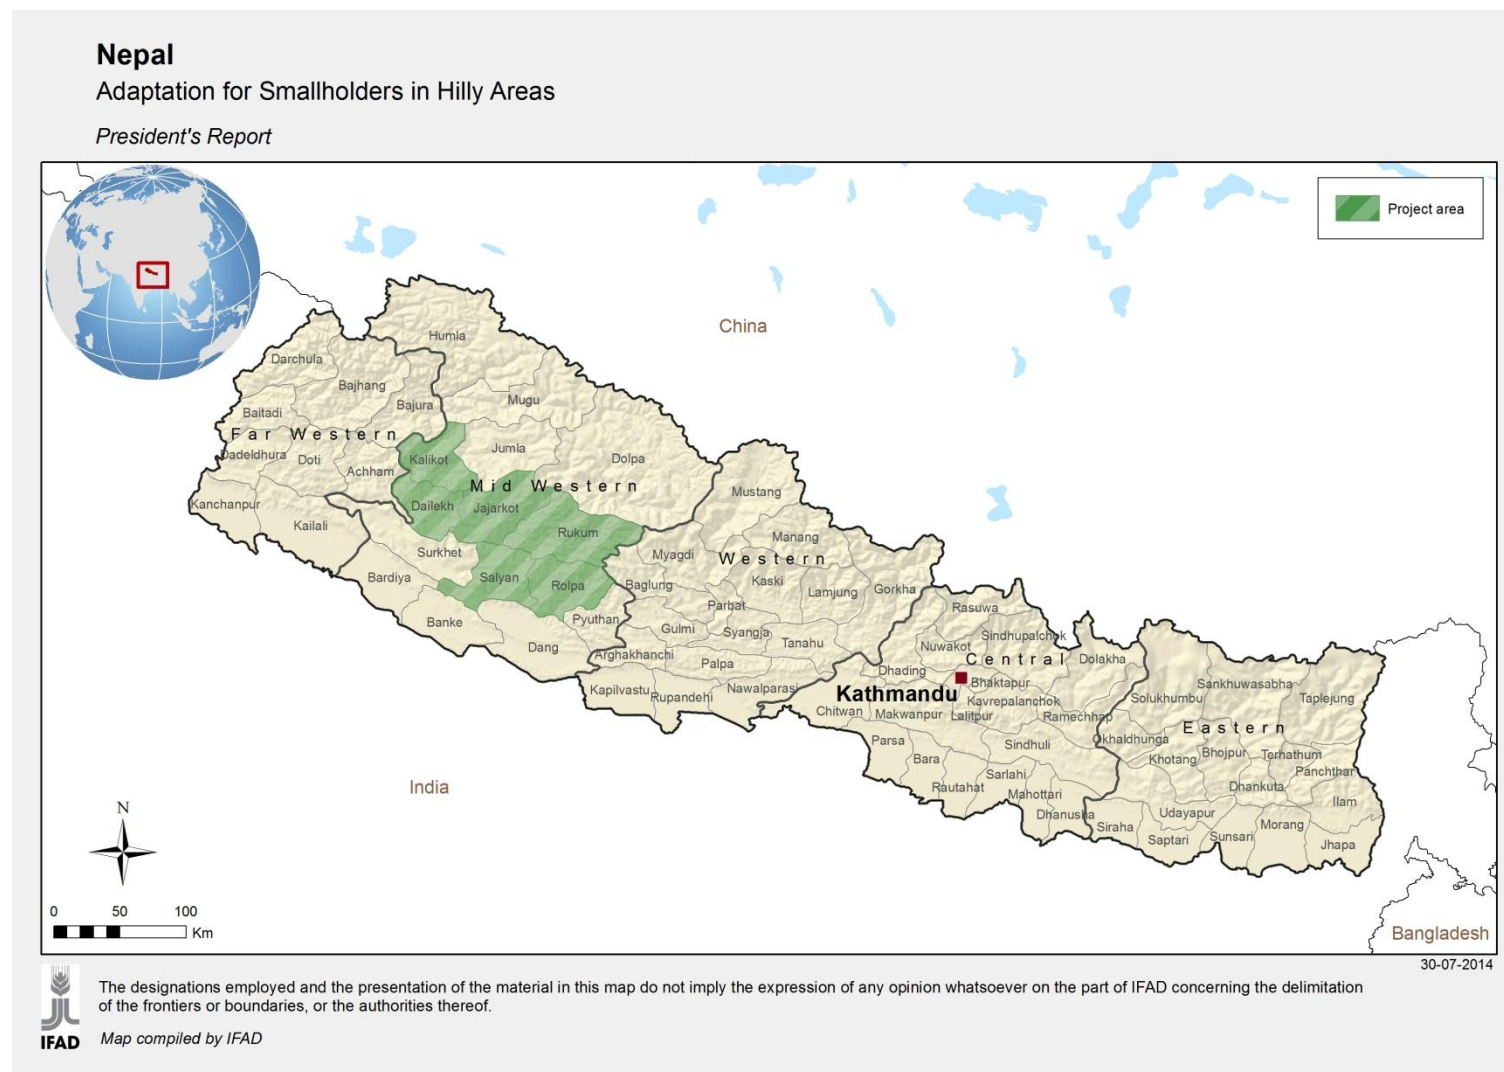 Nepal
Adaptation for Smallholders in Hilly Areas
President's Report
Project area
China
Humla
Darchula
Bajhang
Mugu
Bajura
Baitadi
Far Western
Jumla
Dadeldhura
Doti
Kalikot
Dolpa
Achham
Mid Western
Mustang
Kanchanpur
Dailekh
Jajarkot
Kailali
Rukum
Manang
Surkhet
Myagdi
Western
Bardiya
Salyan
Rolpa
Baglung
Kaski
Lamjung
Gorkha
Parbat
Rasuwa
Banke
Pyuthan
Gulmi
Syangja
Tanahu
Nuwakot
Sindhupalchok
Dang
Arghakhanchi
Palpa
Dhading
Central
Dolakha
Kapilvastu
Rupandehi
Nawalparasi
Kathmandu
Bhaktapur
Kavrepalanchok
Solukhumbu
Sankhuwasabha
Taplejung
Chitwan
Makwanpur
Lalitpur
Ramechhap
Eastern
Parsa
Sindhuli
Okhaldhunga
Bara
Khotang
Bhojpur
Terhathum
Panchthar
Rautahat
Sarlahi
Mahottari
Dhankuta
Ilam
Dhanusha
Siraha
Udayapur
Saptari
Sunsari
Morang
Jhapa
India
N
0 50 100
Km
Bangladesh
30-07-2014
The designations employed and the presentation of the material in this map do not imply the expression of any opinion whatsoever on the part of IFAD concerning the delimitation
of the frontiers or boundaries, or the authorities thereof.
IFAD
Map compiled by IFAD